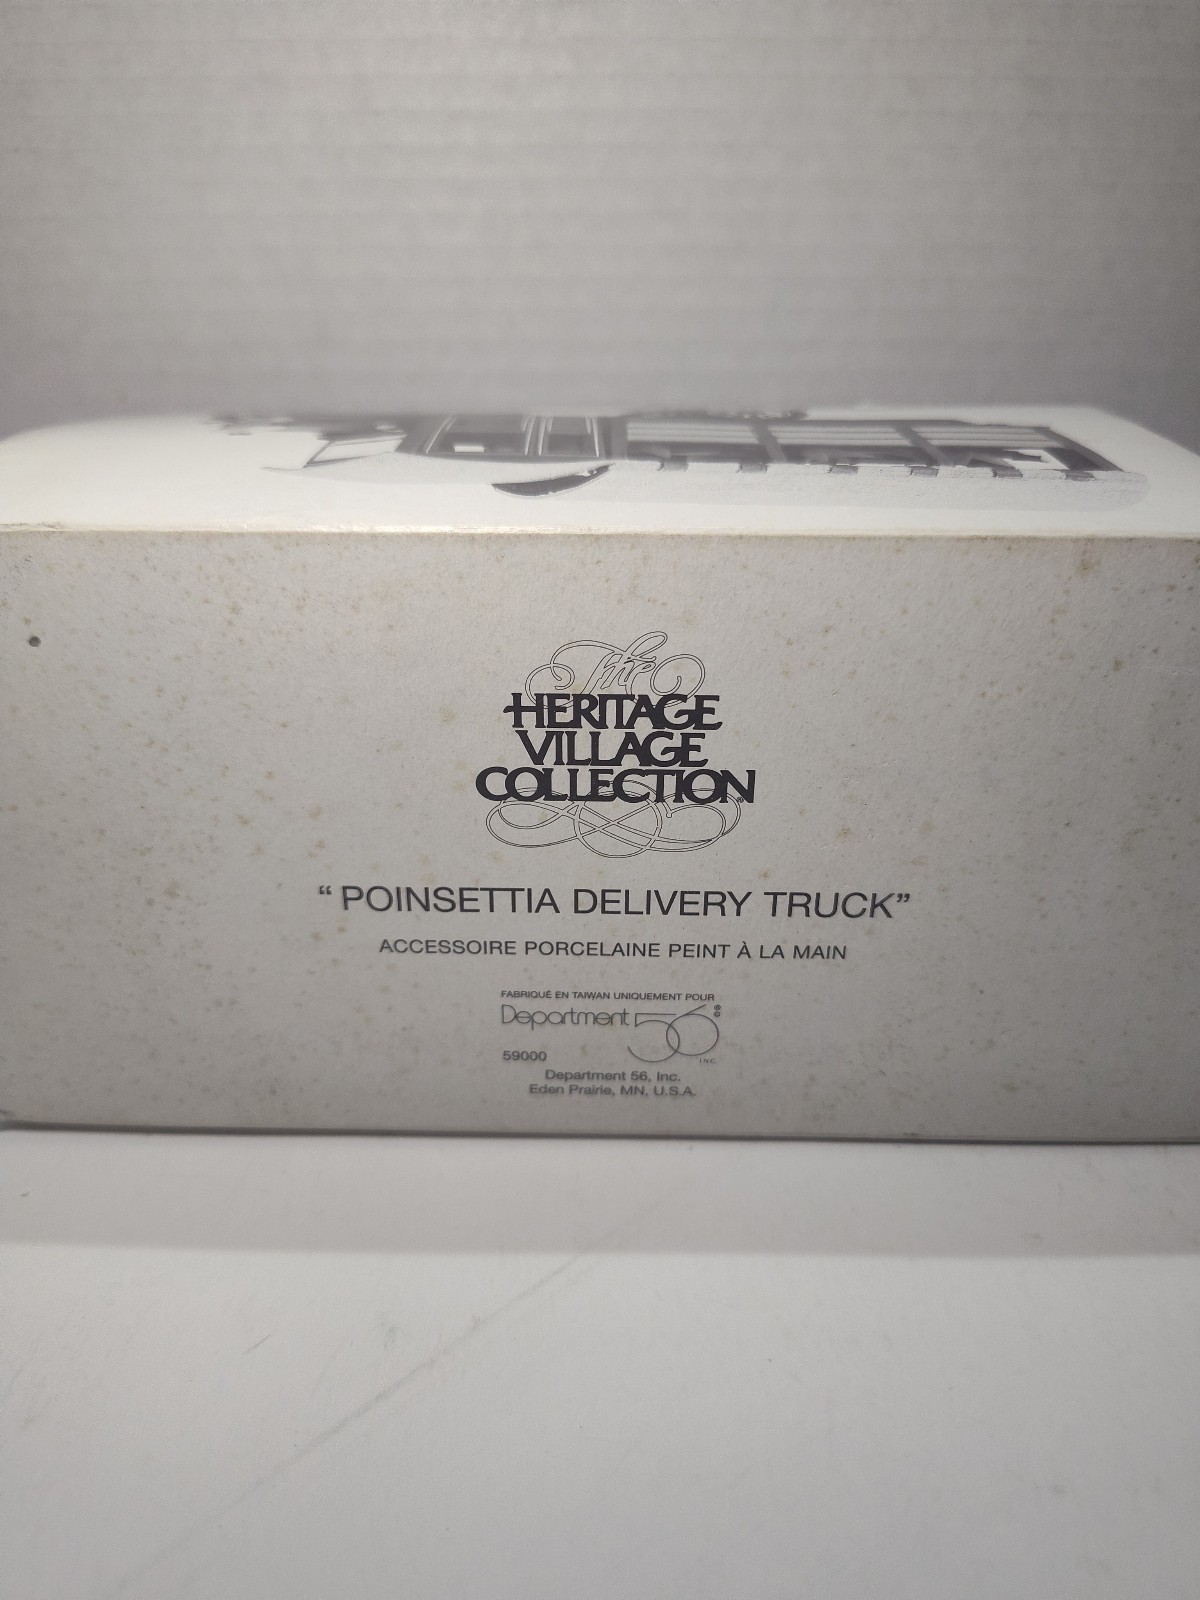 The
HERITAGE
VILLAGE
COLLECTION®
“POINSETTIA DELIVERY TRUCK”
ACCESSOIRE PORCELAINE PEINT À LA MAIN
FABRIQUÉ EN TAIWAN UNIQUEMENT POUR
Department 56®©
INC.
59000
Department 56, Inc.
Eden Prairie, MN, U.S.A.